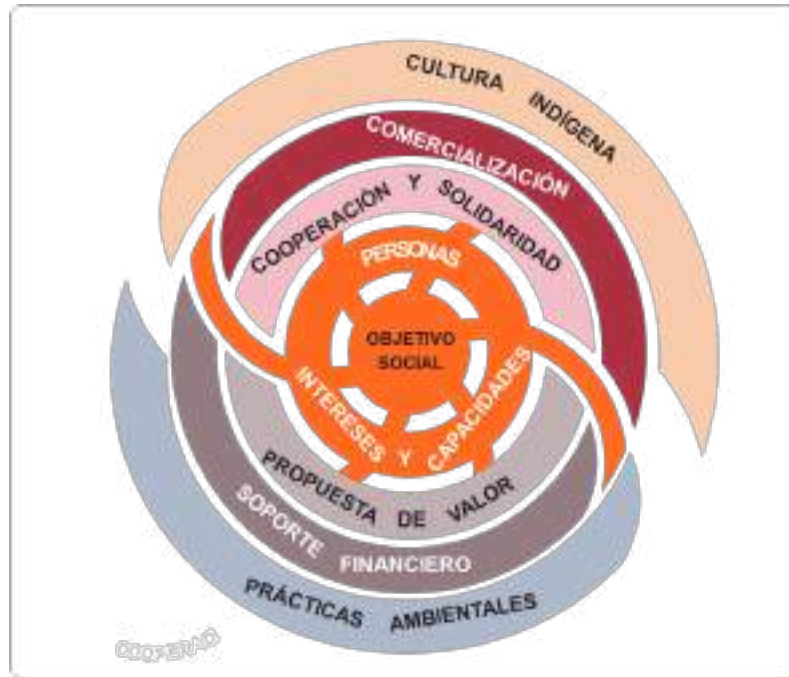 CULTURA INDÍGENA
COMERCIALIZACIÓN
COOPERACIÓN Y SOLIDARIDAD
PERSONAS
OBJETIVO
SOCIAL
INTERESES Y CAPACIDADES
PROPUESTA DE VALOR
SOPORTE FINANCIERO
PRÁCTICAS AMBIENTALES